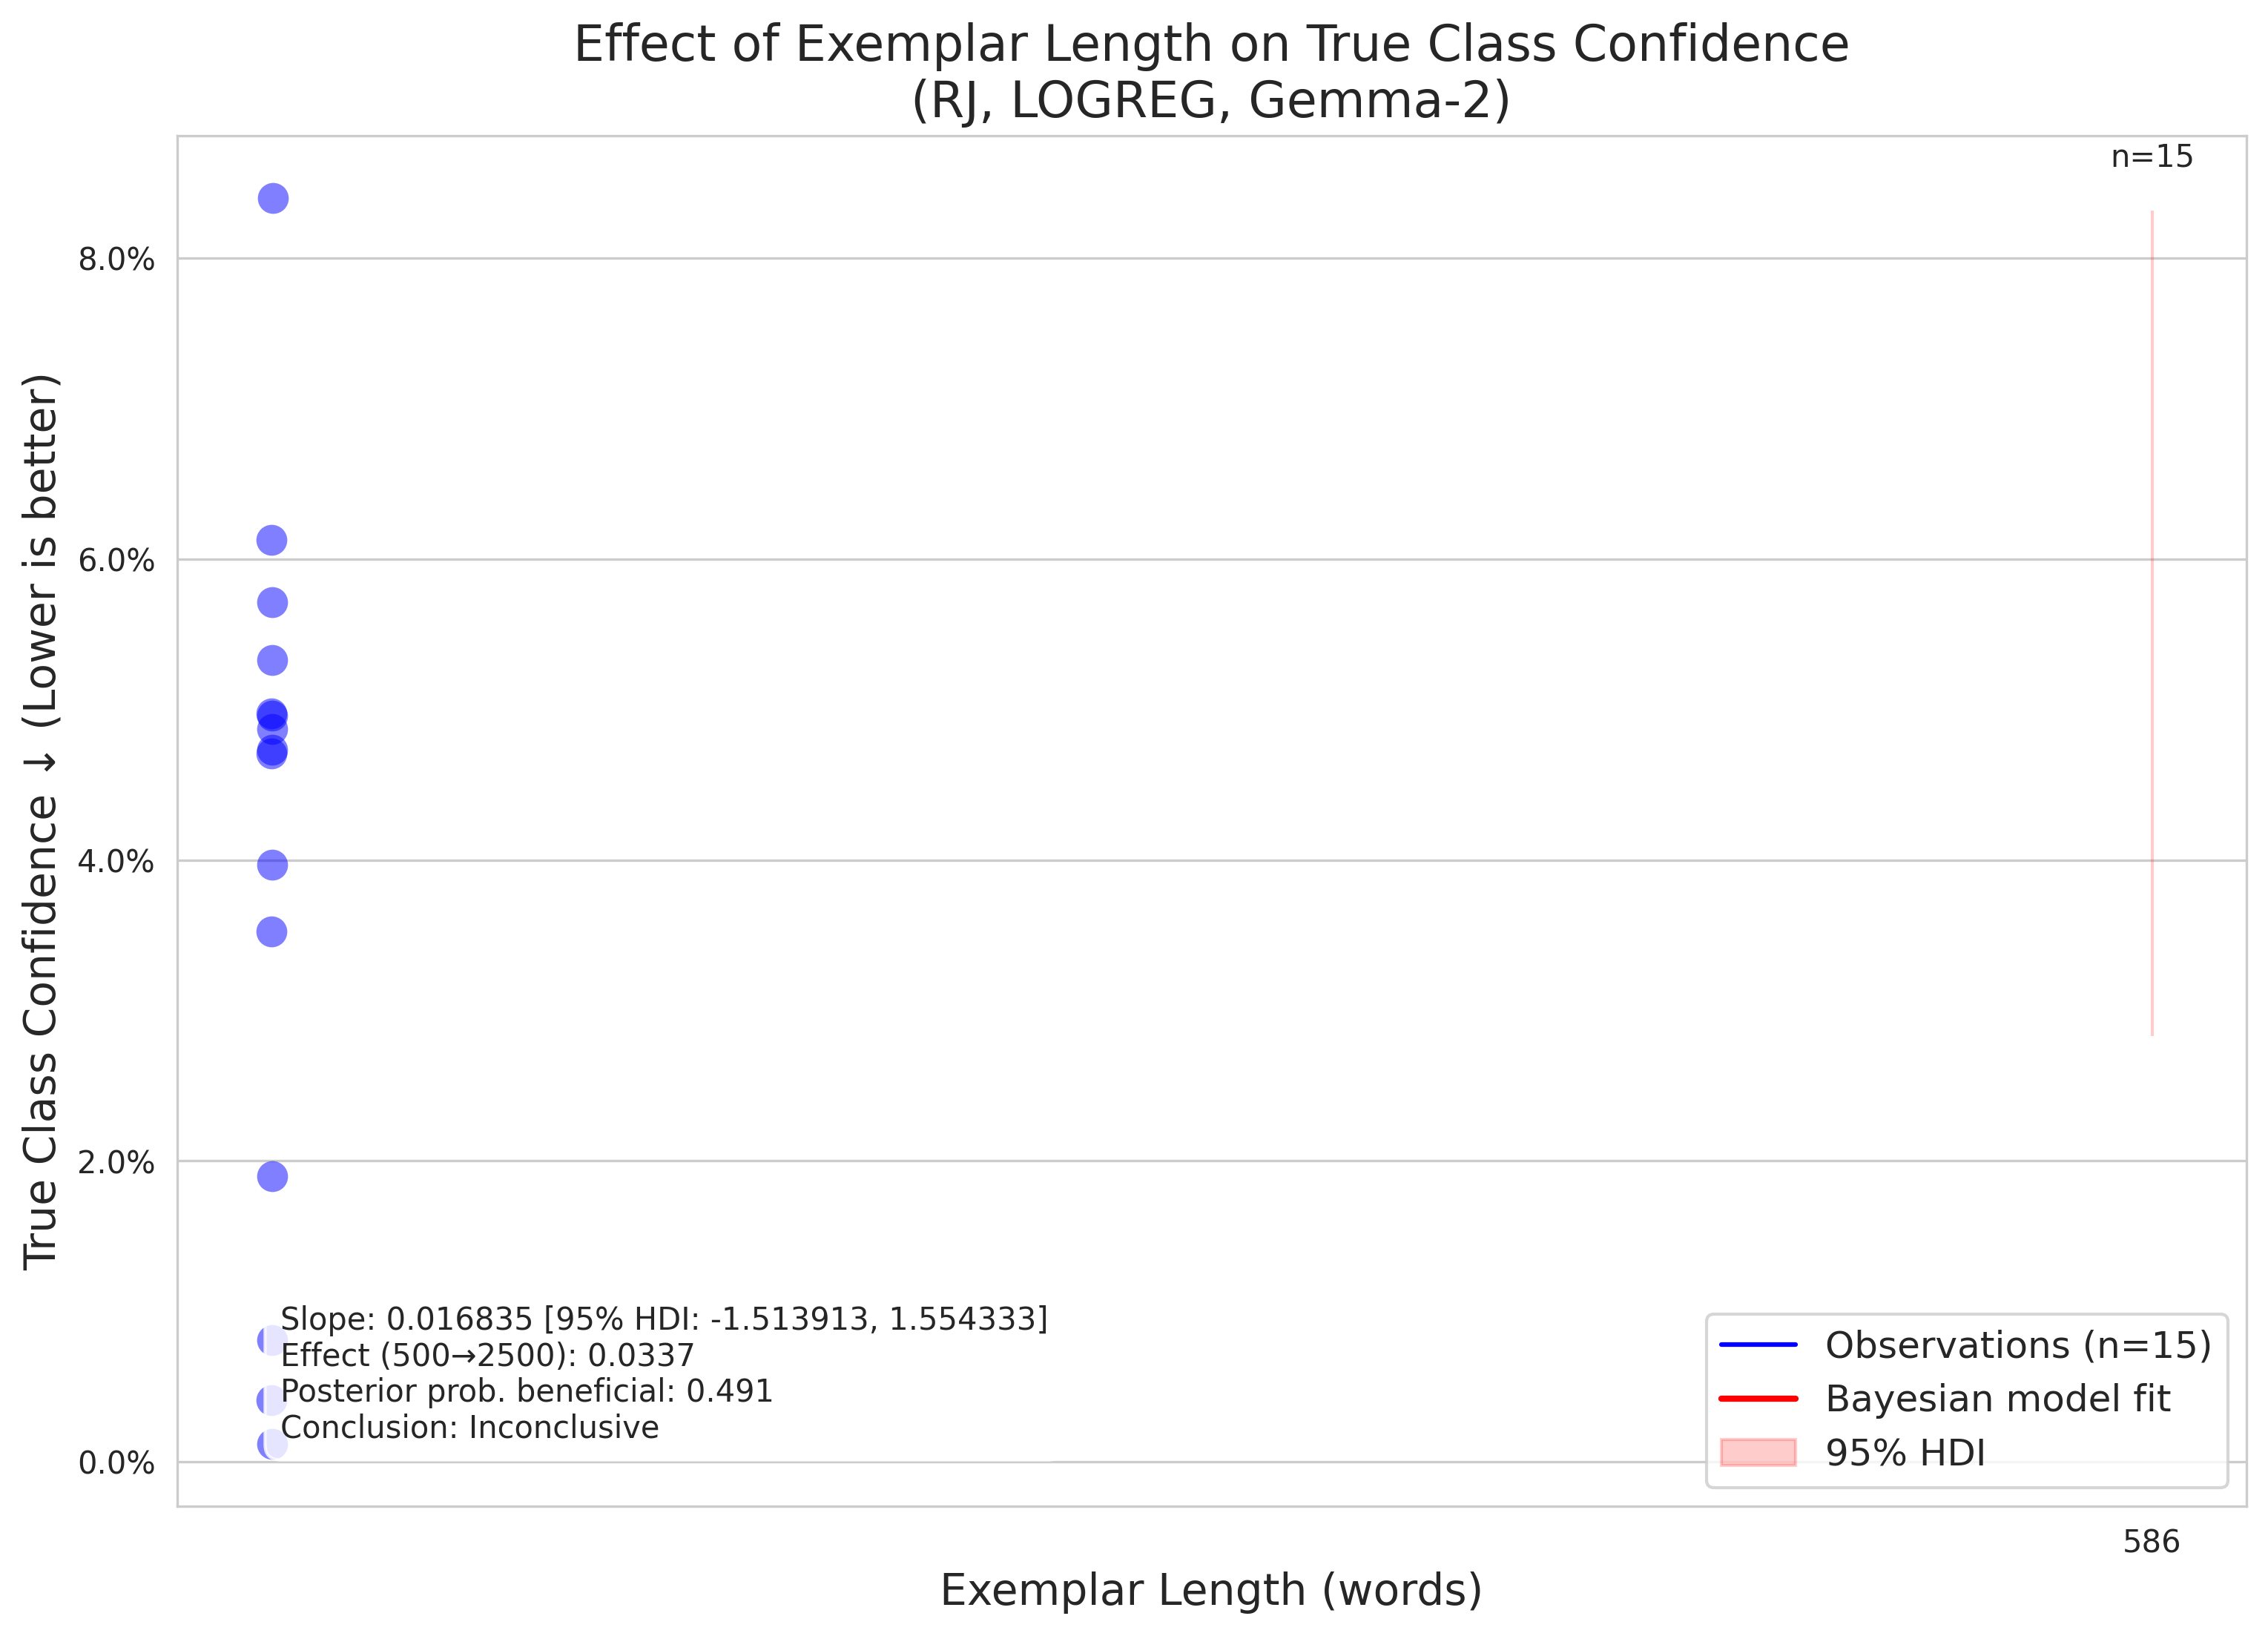 Effect of Exemplar Length on True Class Confidence
(RJ, LOGREG, Gemma-2)
n=15
True Class Confidence ↓ (Lower is better)
8.0%
6.0%
4.0%
2.0%
0.0%
Slope: 0.016835 [95% HDI: -1.513913, 1.554333]
Effect (500→2500): 0.0337
Posterior prob. beneficial: 0.491
Conclusion: Inconclusive
Observations (n=15)
Bayesian model fit
95% HDI
586
Exemplar Length (words)